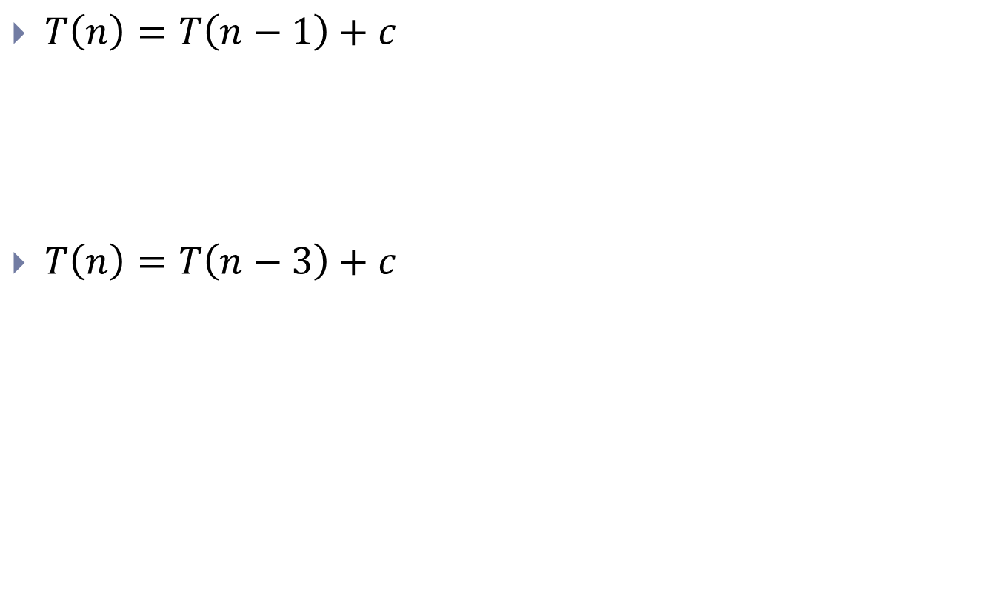 ▶ T(n) = T(n − 1) + c
▶ T(n) = T(n − 3) + c